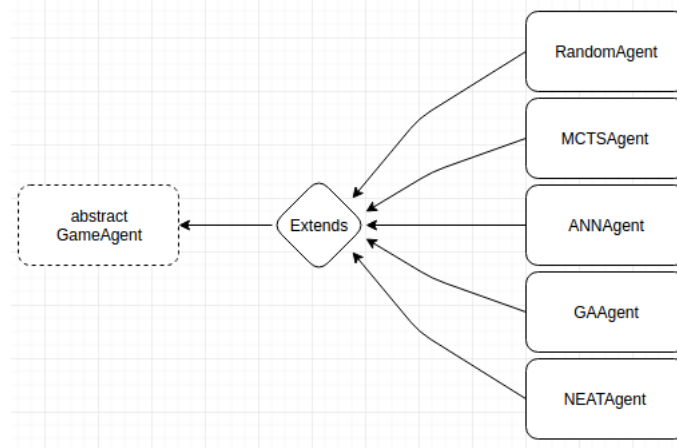 RandomAgent
MCTSAgent
abstract
GameAgent
Extends
ANNAgent
GAAgent
NEATAgent